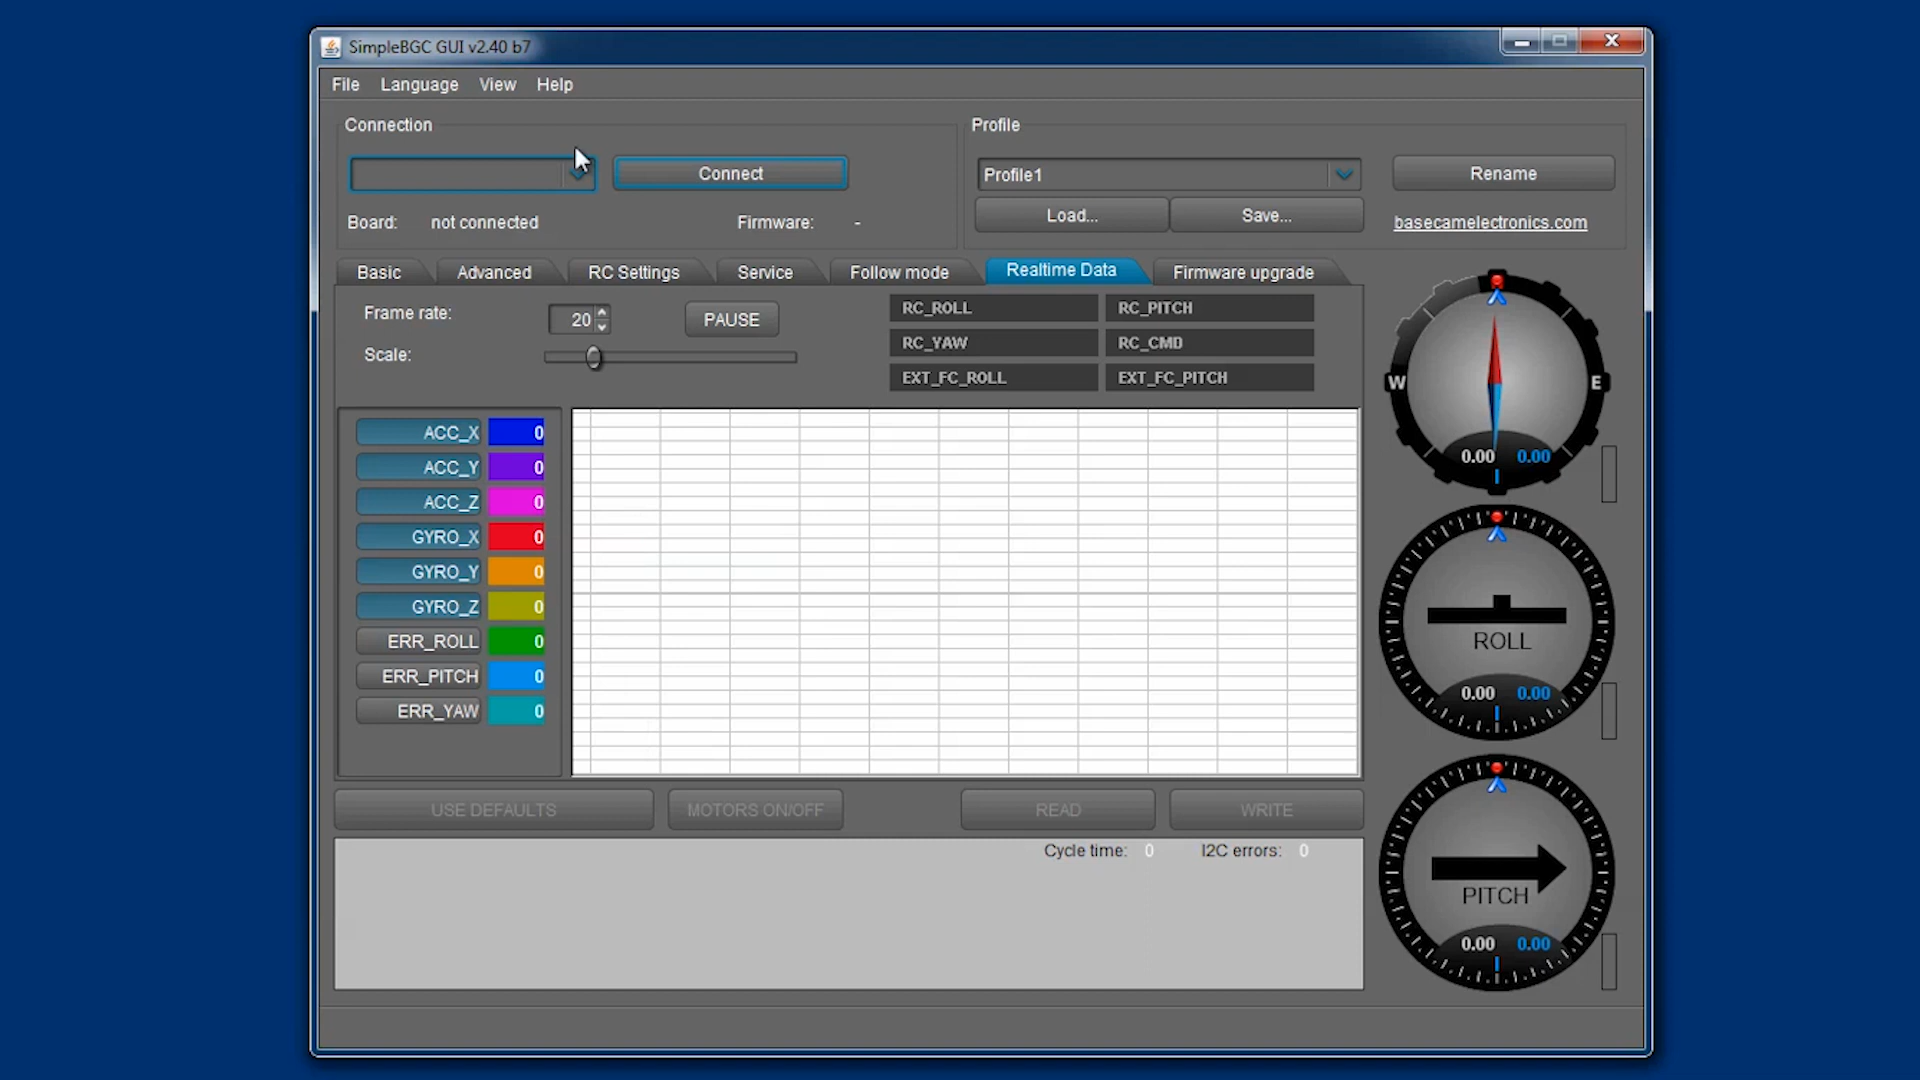 SimpleBGC GUI v2.40 b7
File Language View Help
Connection
Profile
Connect
Profile1
Rename
Load...
Save...
Board: not connected Firmware: -
basecamelectronics.com
Basic Advanced RC Settings Service Follow mode Realtime Data Firmware upgrade
Frame rate: 20 PAUSE
Scale:
RC_ROLL RC_PITCH
RC_YAW RC_CMD
EXT_FC_ROLL EXT_FC_PITCH
ACC_X 0
ACC_Y 0
ACC_Z 0
GYRO_X 0
GYRO_Y 0
GYRO_Z 0
ERR_ROLL 0
ERR_PITCH 0
ERR_YAW 0
W E
0.00 0.00
ROLL
0.00 0.00
PITCH
0.00 0.00
USE DEFAULTS MOTORS ON/OFF READ WRITE
Cycle time: 0 I2C errors: 0